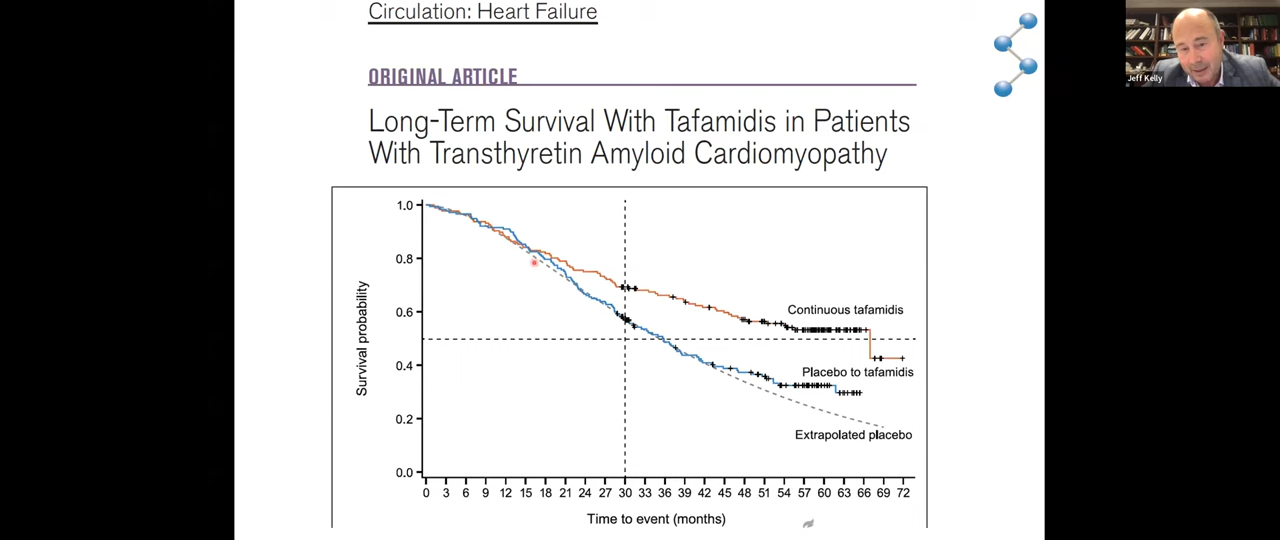 Circulation: Heart Failure
Jeff Kelly
ORIGINAL ARTICLE
Long-Term Survival With Tafamidis in Patients
With Transthyretin Amyloid Cardiomyopathy
1.0
0.8
0.6
0.4
0.2
0.0
Survival probability
Continuous tafamidis
Placebo to tafamidis
Extrapolated placebo
0 3 6 9 12 15 18 21 24 27 30 33 36 39 42 45 48 51 54 57 60 63 66 69 72
Time to event (months)